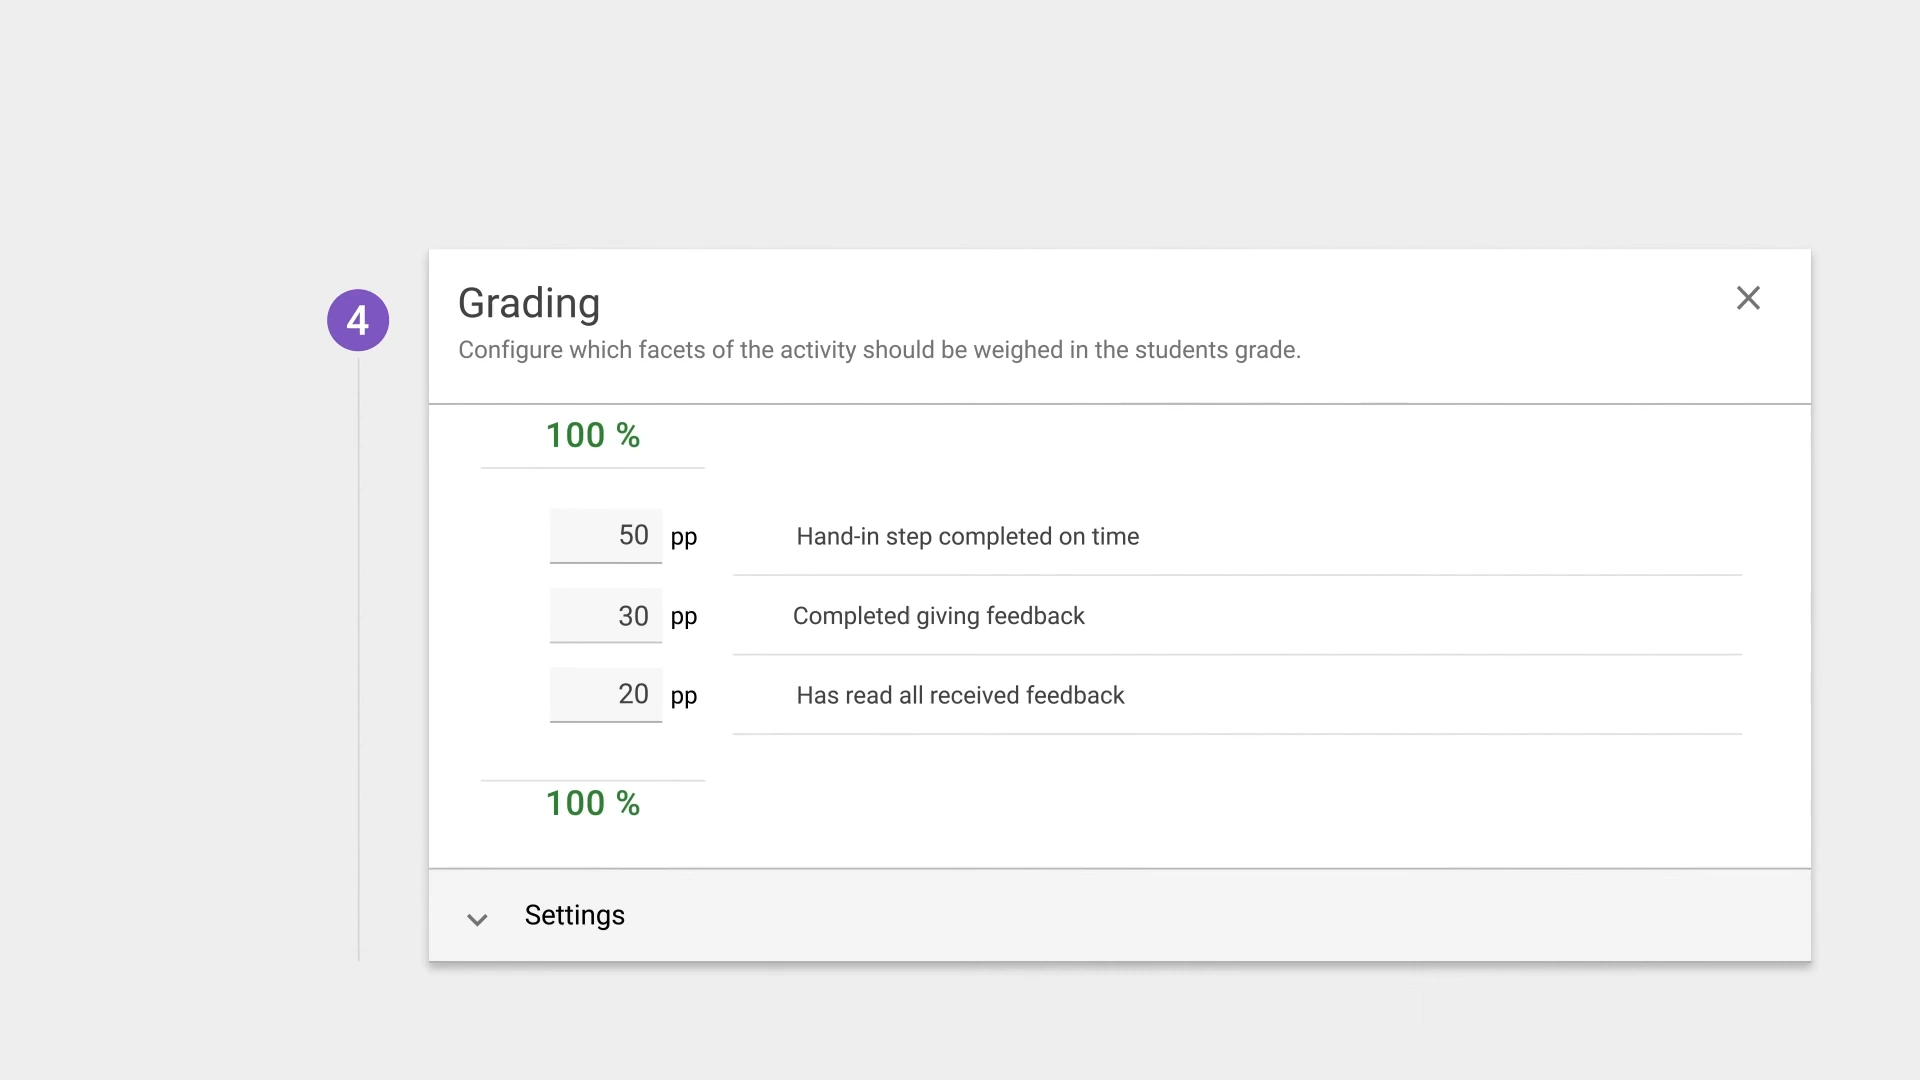 4
Grading
Configure which facets of the activity should be weighed in the students grade.
100 %
50 pp Hand-in step completed on time
30 pp Completed giving feedback
20 pp Has read all received feedback
100 %
Settings